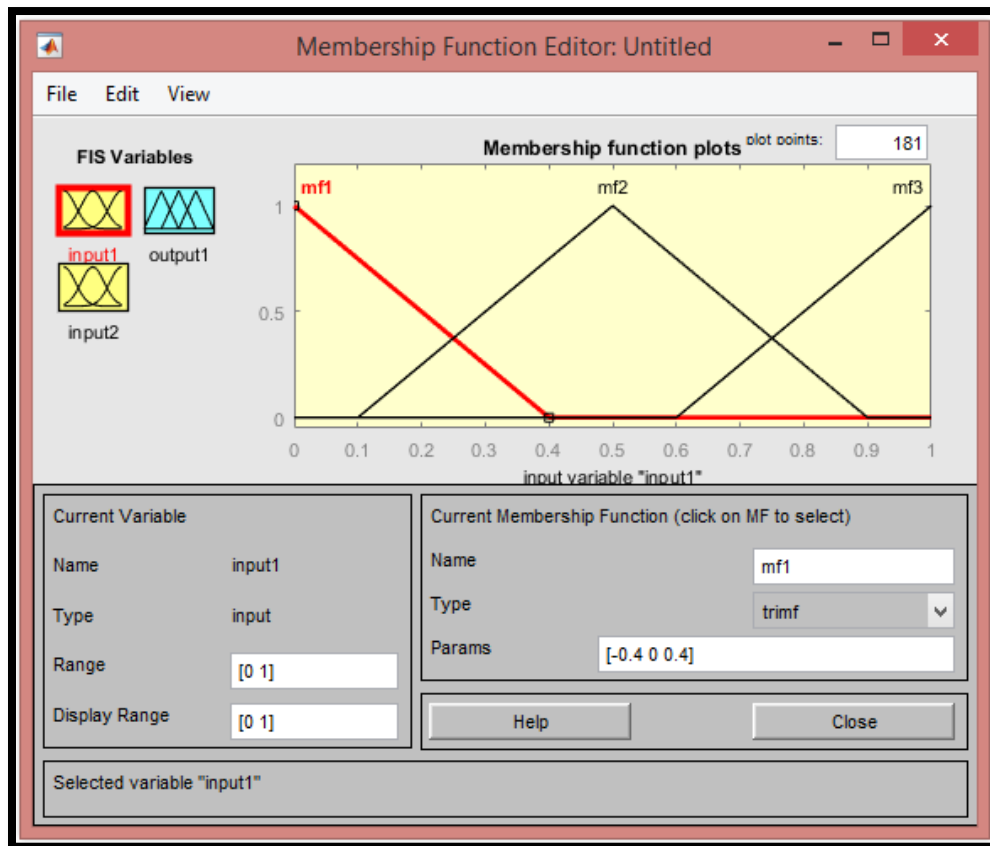 Membership Function Editor: Untitled
File Edit View
FIS Variables
Membership function plots plot points: 181
mf1 mf2 mf3
1
0.5
0
0 0.1 0.2 0.3 0.4 0.5 0.6 0.7 0.8 0.9 1
input variable "input1"
input1 output1
input2
Current Variable
Name input1
Type input
Range [0 1]
Display Range [0 1]
Current Membership Function (click on MF to select)
Name mf1
Type trimf
Params [-0.4 0 0.4]
Help Close
Selected variable "input1"